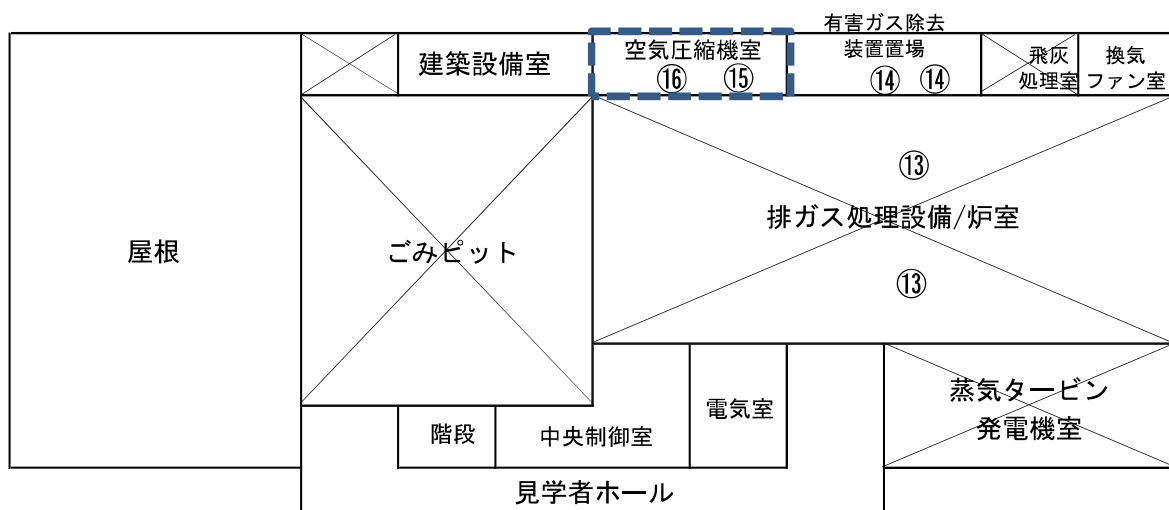 有害ガス除去
装置置場
⑭ ⑭
建築設備室
空気圧縮機室
⑯ ⑮
飛灰
処理室
換気
ファン室
⑬
排ガス処理設備/炉室
⑬
屋根
ごみピット
蒸気タービン
発電機室
電気室
階段
中央制御室
見学者ホール